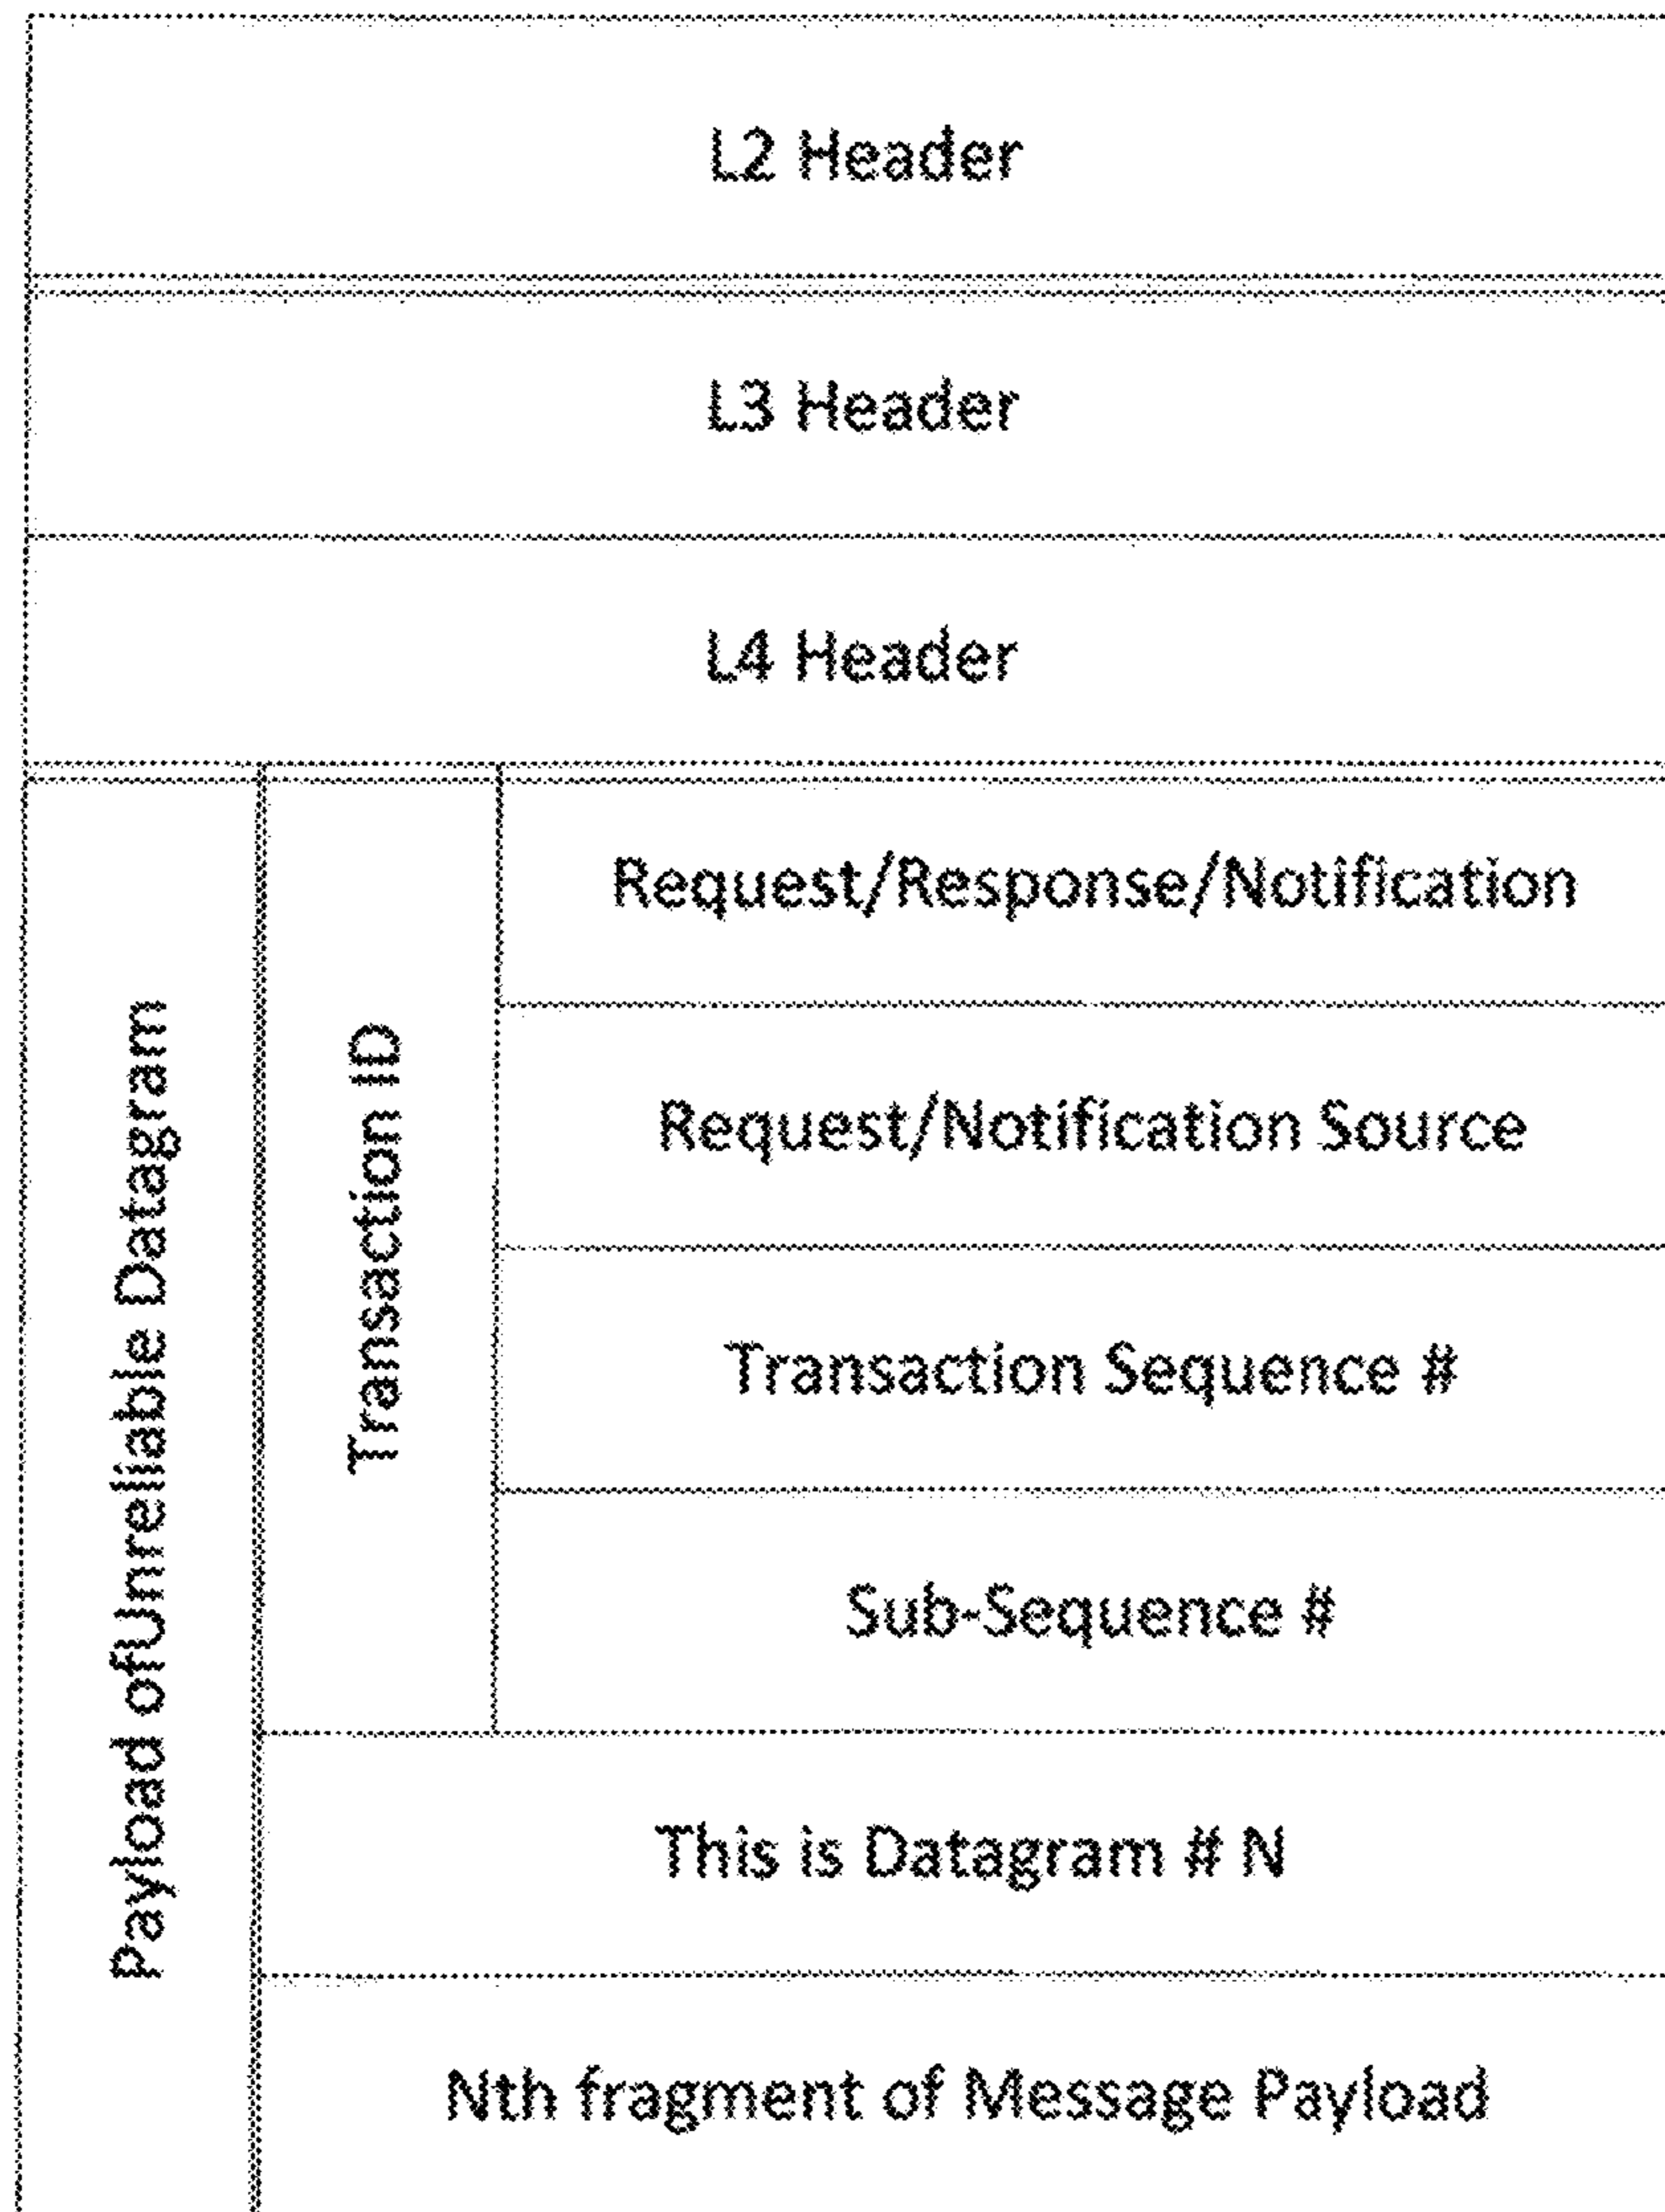 L2 Header
L3 Header
L4 Header
Payload ofUnreliable Datagram
Transaction ID
Request/Response/Notification
Request/Notification Source
Transaction Sequence #
Sub-Sequence #
This is Datagram # N
Nth fragment of Message Payload